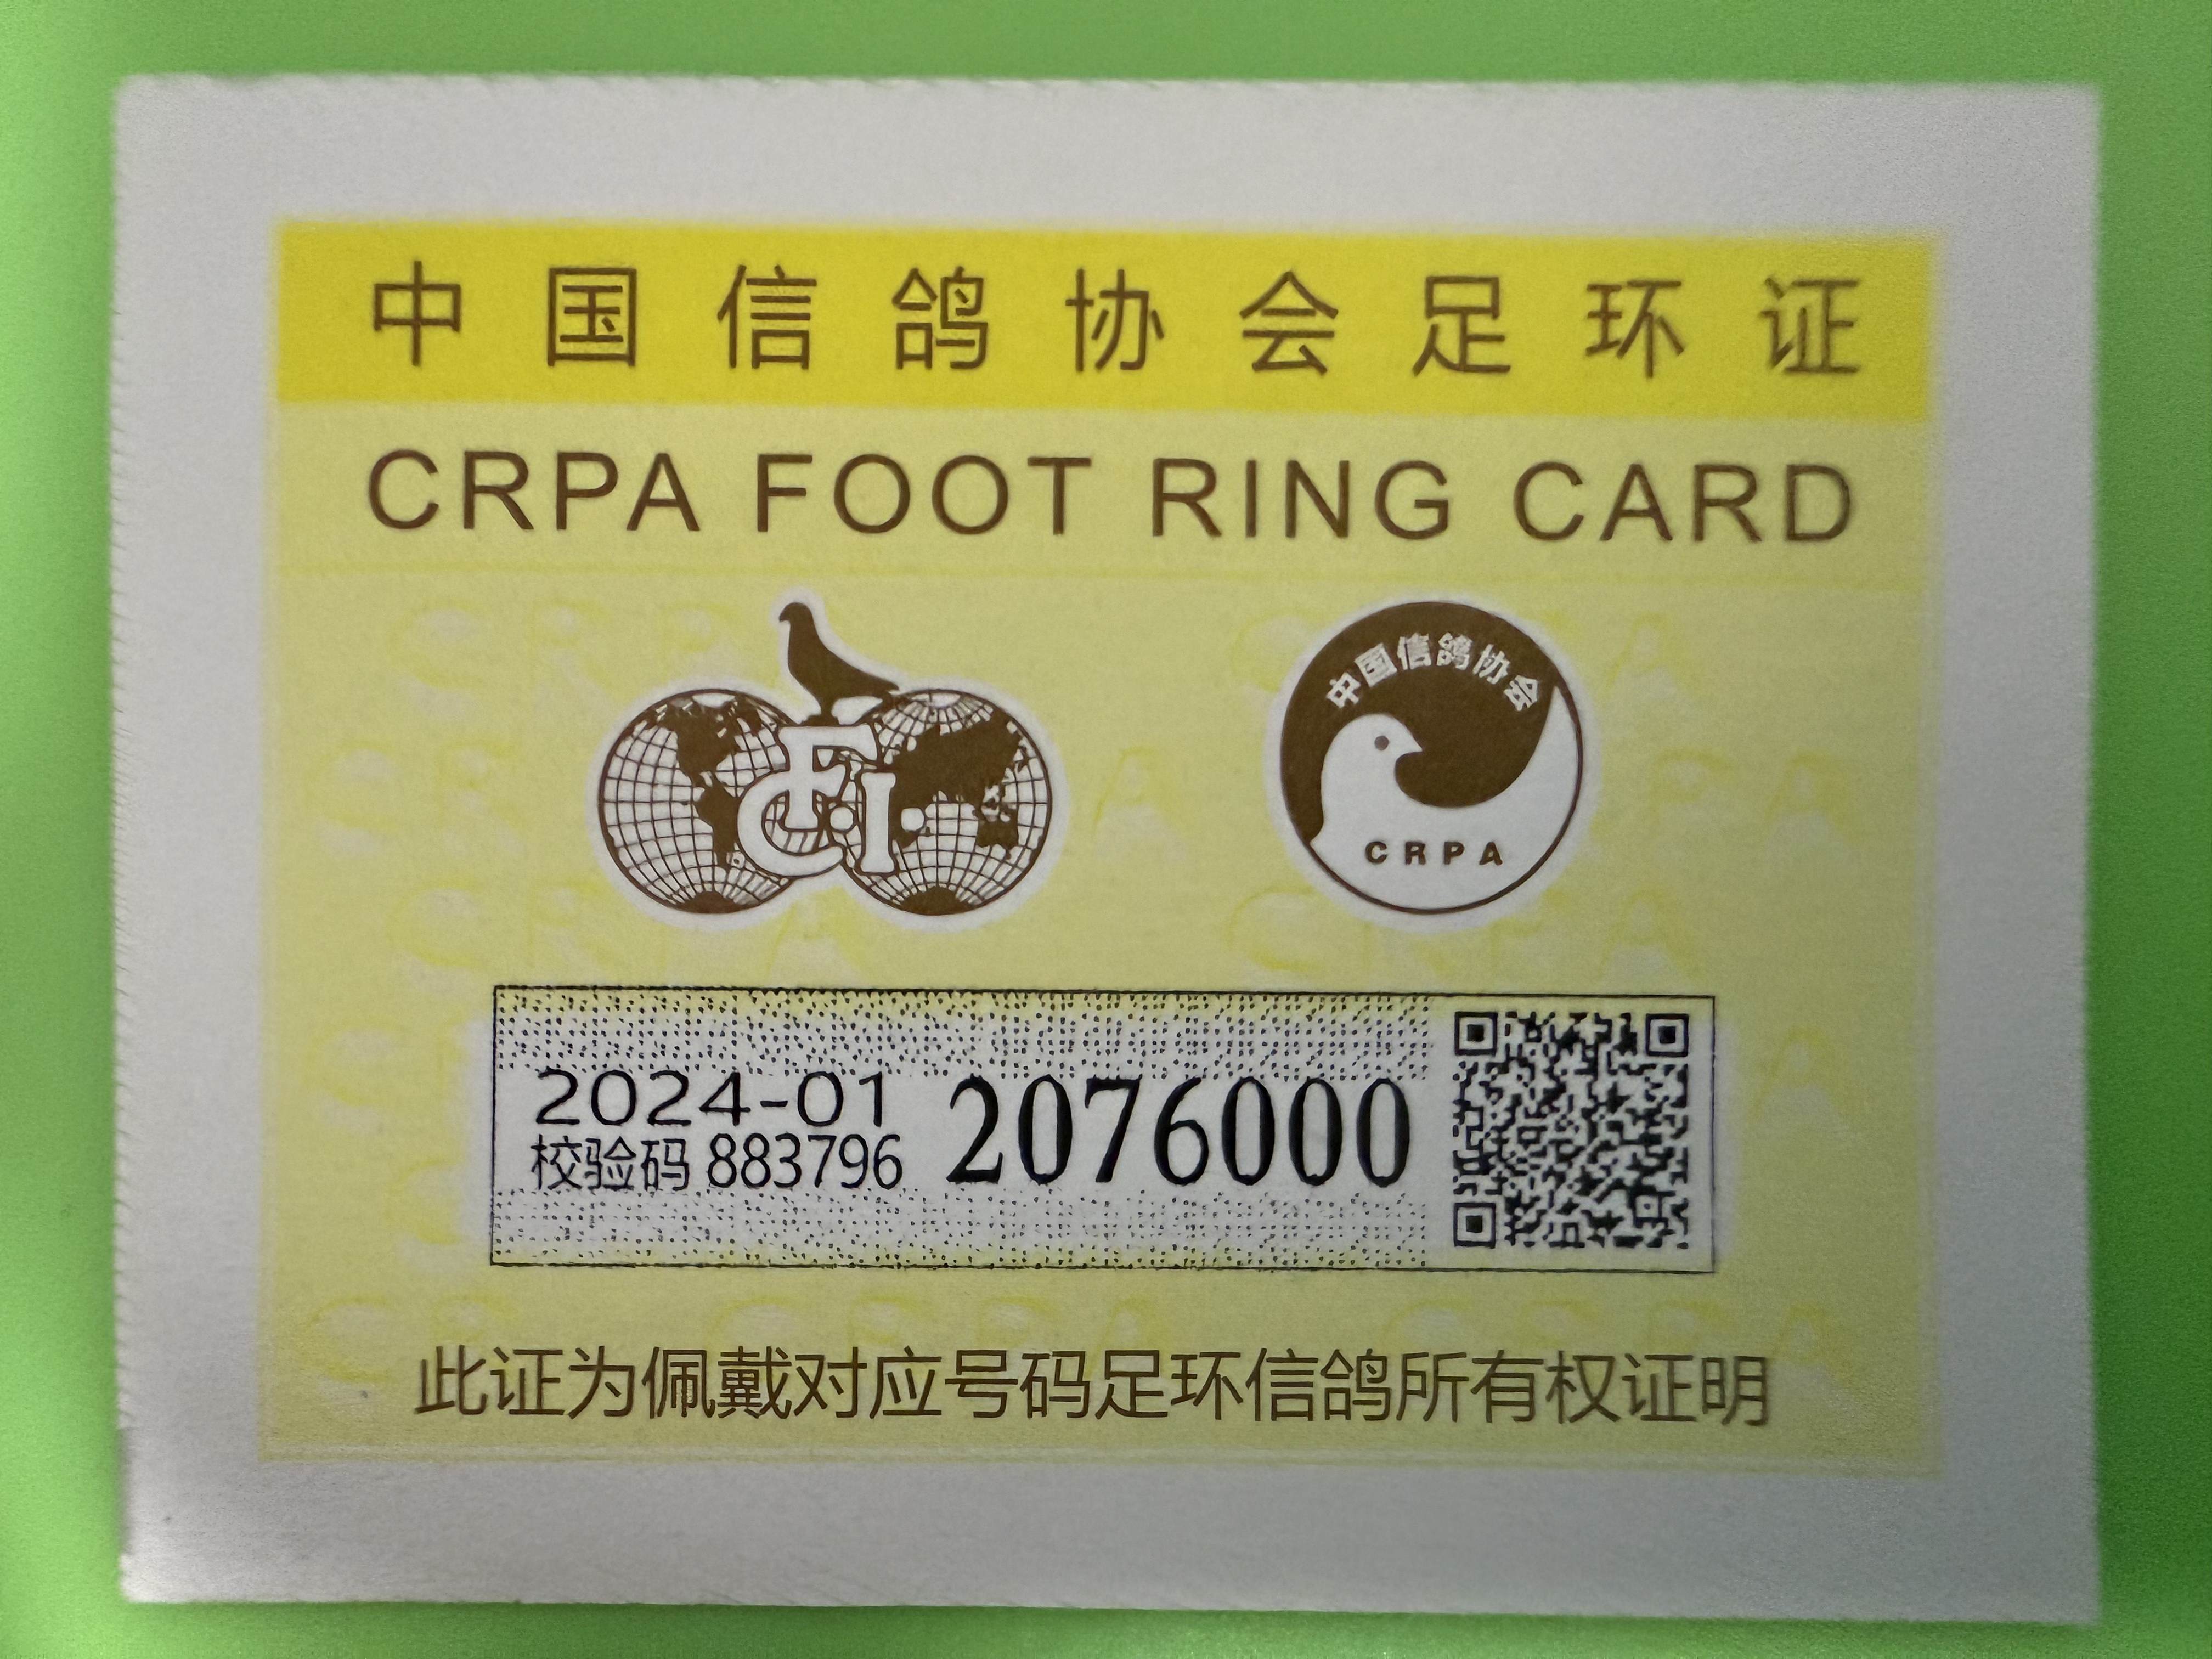 中国信鸽协会足环证
CRPA FOOT RING CARD
F.C.I.
中国信鸽协会
CRPA
2024-01
校验码 883796
2076000
此证为佩戴对应号码足环信鸽所有权证明